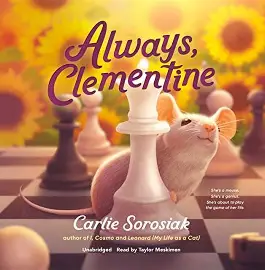 Always,
Clementine
She's a mouse.
She's a genius.
She's about to play
the game of her life.
Carlie Sorosiak
author of I, Cosmo and Leonard (My Life as a Cat)
Unabridged Read by Taylor Meskimen